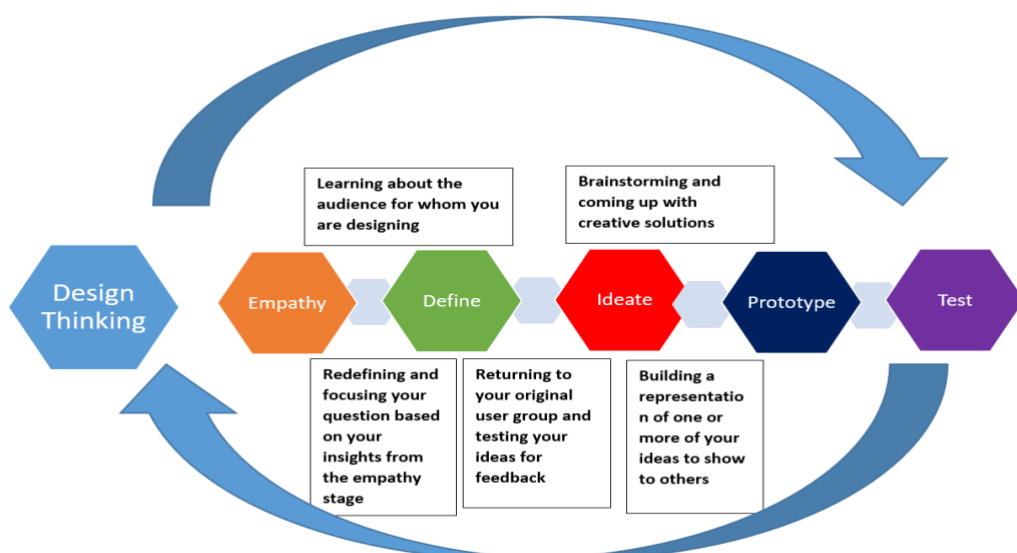 Learning about the
audience for whom you
are designing
Brainstorming and
coming up with
creative solutions
Design
Thinking
Empathy
Define
Ideate
Prototype
Test
Redefining and
focusing your
question based
on your
insights from
the empathy
stage
Returning to
your original
user group and
testing your
ideas for
feedback
Building a
representatio
n of one or
more of your
ideas to show
to others